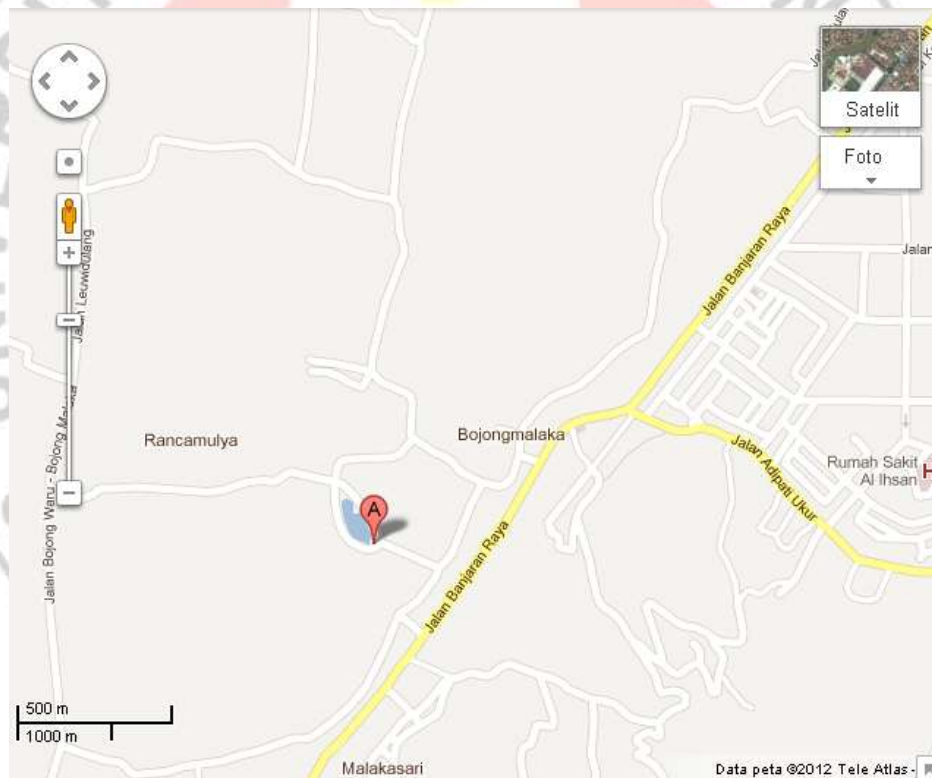 Satelit
Foto
Jalan Banjaran Raya
Jalan
Jalan Leuwidulang
Rancamulya
Bojongmalaka
Jalan Bojong Waru - Bojong Malaka
Jalan Adipati Ukur
Rumah Sakit
Al Ihsan
H
A
Jalan Banjaran Raya
500 m
1000 m
Malakasari
Data peta ©2012 Tele Atlas -